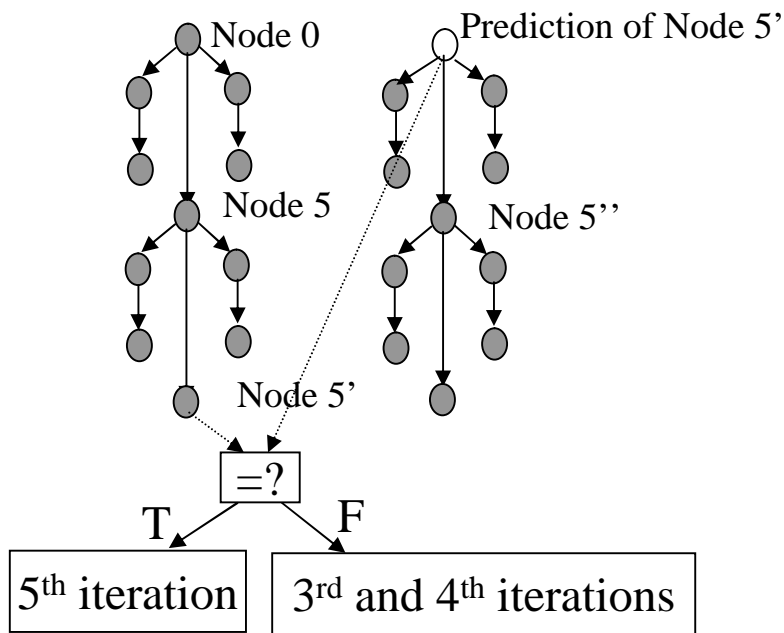 Node 0
Prediction of Node 5'
Node 5
Node 5’’
Node 5'
=?
T
F
5th iteration
3rd and 4th iterations